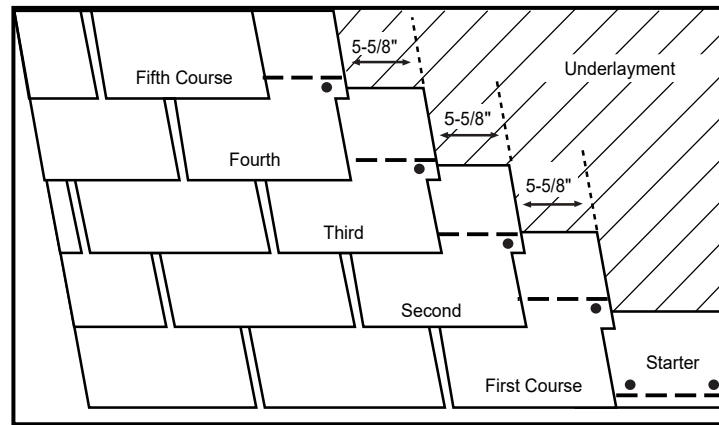 5-5/8"
Underlayment
Fifth Course
5-5/8"
Fourth
5-5/8"
Third
Second
Starter
First Course